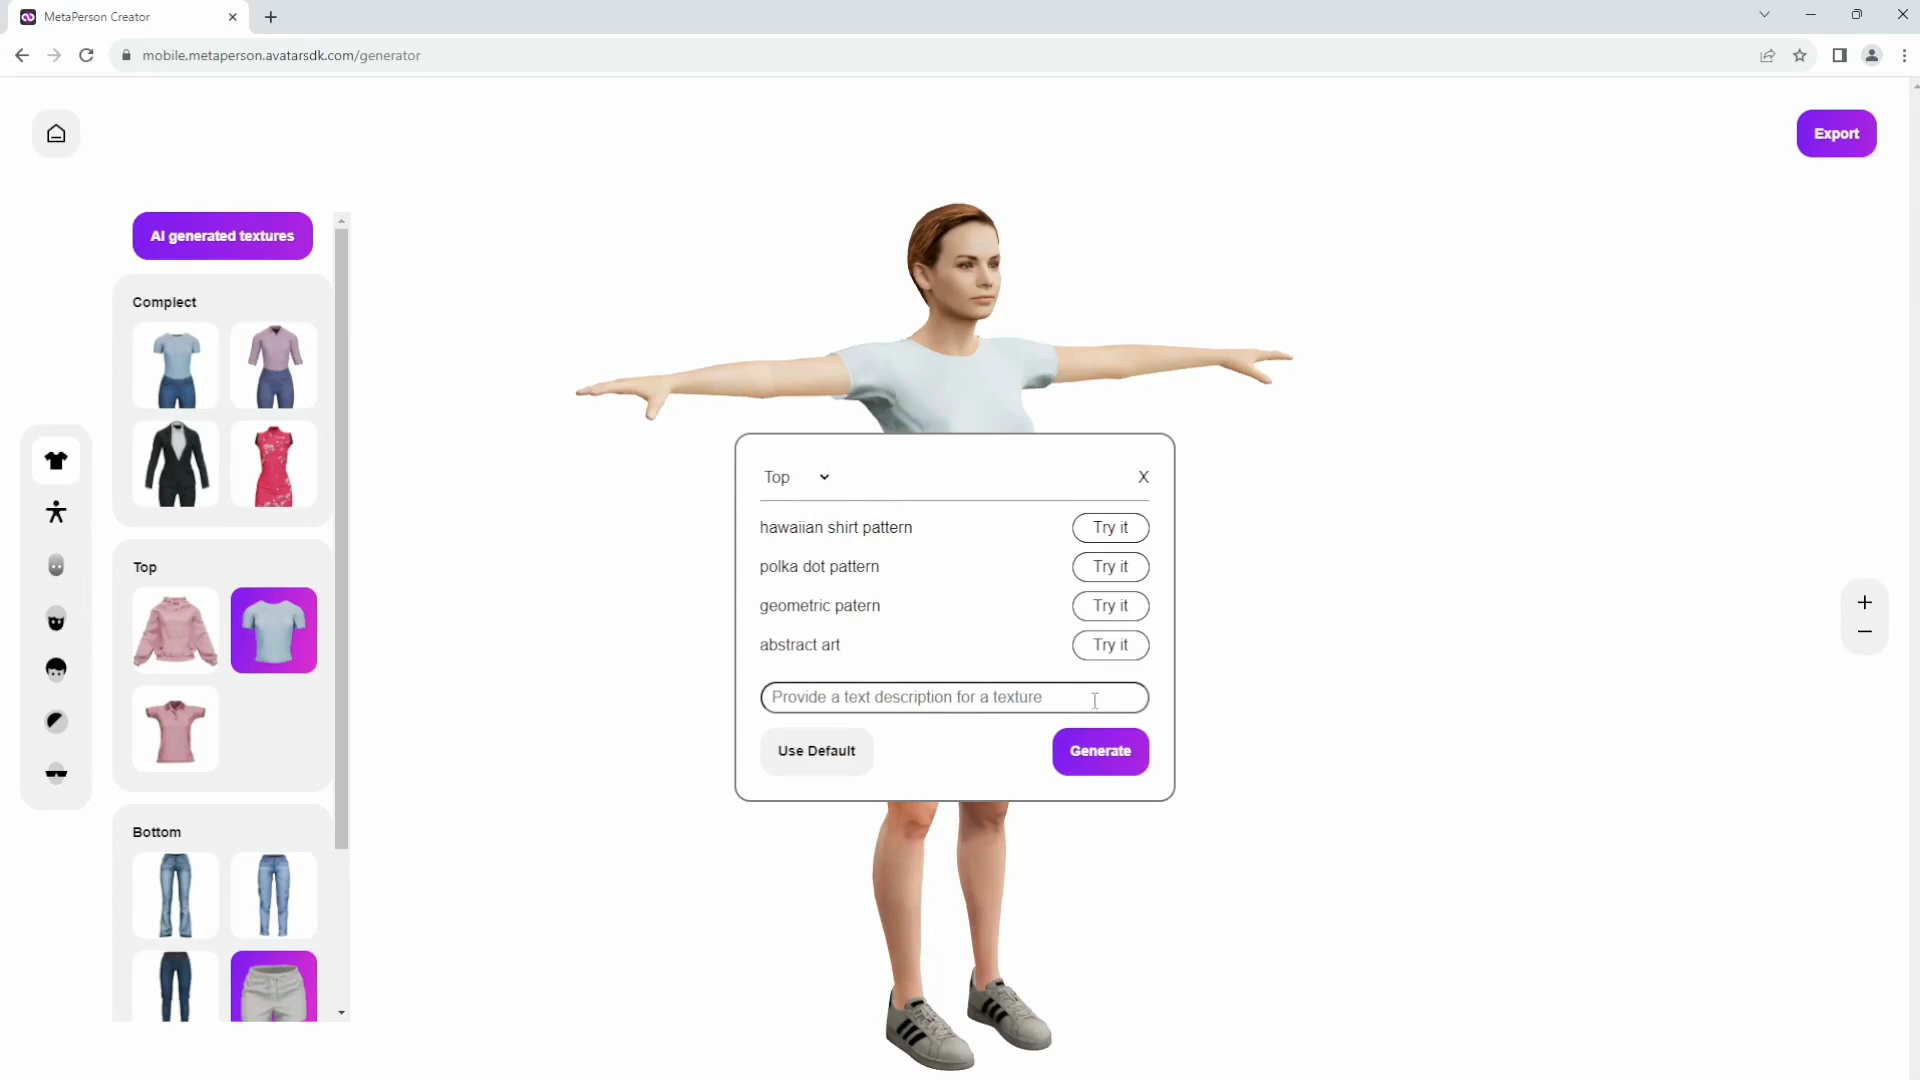 MetaPerson Creator
mobile.metaperson.avatarsdk.com/generator
Export
AI generated textures
Complect
Top
Bottom
Top
X
hawaiian shirt pattern
Try it
polka dot pattern
Try it
geometric patern
Try it
abstract art
Try it
Provide a text description for a texture
Use Default
Generate